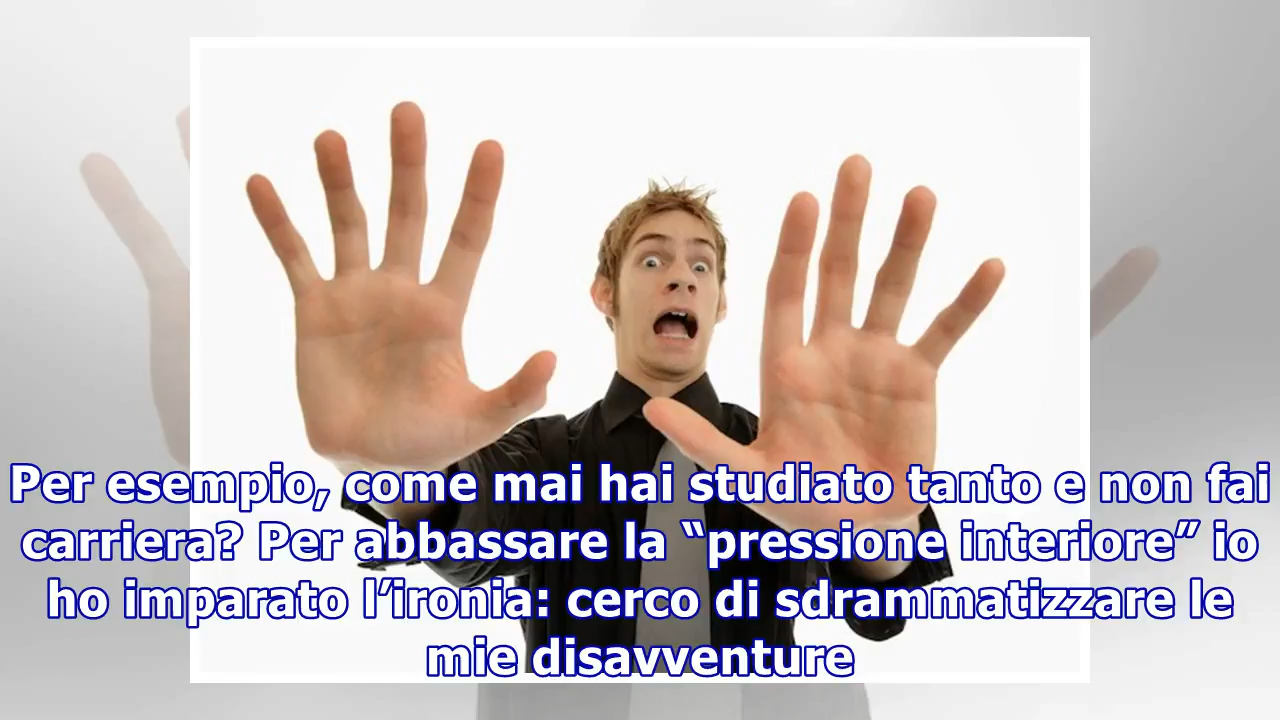 Per esempio, come mai hai studiato tanto e non fai
carriera? Per abbassare la “pressione interiore” io
ho imparato l’ironia: cerco di sdrammatizzare le
mie disavventure